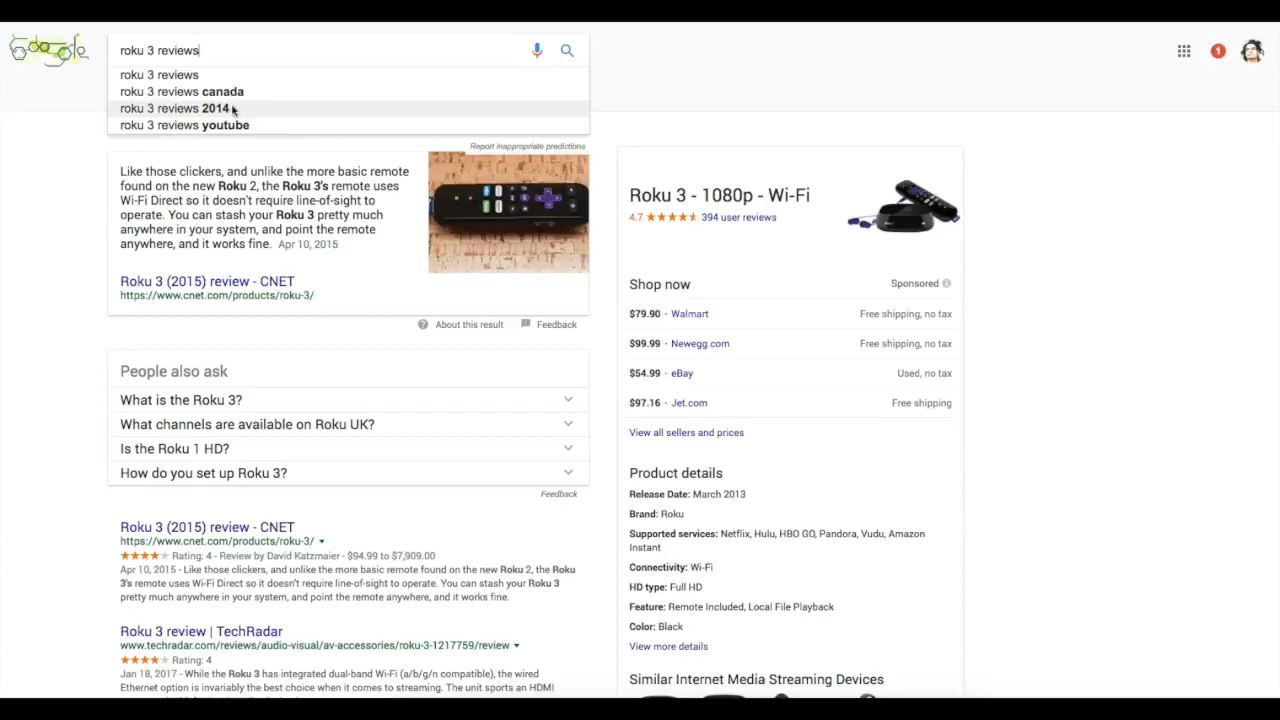 roku 3 reviews
1
roku 3 reviews
roku 3 reviews canada
roku 3 reviews 2014
roku 3 reviews youtube
Report inappropriate predictions
Like those clickers, and unlike the more basic remote
found on the new Roku 2, the Roku 3's remote uses
Wi-Fi Direct so it doesn't require line-of-sight to
operate. You can stash your Roku 3 pretty much
anywhere in your system, and point the remote
anywhere, and it works fine. Apr 10, 2015
Roku 3 (2015) review - CNET
https://www.cnet.com/products/roku-3/
About this result
Feedback
People also ask
What is the Roku 3?
What channels are available on Roku UK?
Is the Roku 1 HD?
How do you set up Roku 3?
Feedback
Roku 3 (2015) review - CNET
https://www.cnet.com/products/roku-3/
Rating: 4 - Review by David Katzmaier - $94.99 to $7,909.00
Apr 10, 2015 - Like those clickers, and unlike the more basic remote found on the new Roku 2, the Roku
3's remote uses Wi-Fi Direct so it doesn't require line-of-sight to operate. You can stash your Roku 3
pretty much anywhere in your system, and point the remote anywhere, and it works fine.
Roku 3 review | TechRadar
www.techradar.com/reviews/audio-visual/av-accessories/roku-3-1217759/review
Rating: 4
Jan 18, 2017 - While the Roku 3 has integrated dual-band Wi-Fi (a/b/g/n compatible), the wired
Ethernet option is invariably the best choice when it comes to streaming. The unit sports an HDMI
Roku 3 - 1080p - Wi-Fi
4.7 394 user reviews
Shop now Sponsored
$79.90 · Walmart Free shipping, no tax
$99.99 · Newegg.com Free shipping, no tax
$54.99 · eBay Used, no tax
$97.16 · Jet.com Free shipping
View all sellers and prices
Product details
Release Date: March 2013
Brand: Roku
Supported services: Netflix, Hulu, HBO GO, Pandora, Vudu, Amazon
Instant
Connectivity: Wi-Fi
HD type: Full HD
Feature: Remote Included, Local File Playback
Color: Black
View more details
Similar Internet Media Streaming Devices